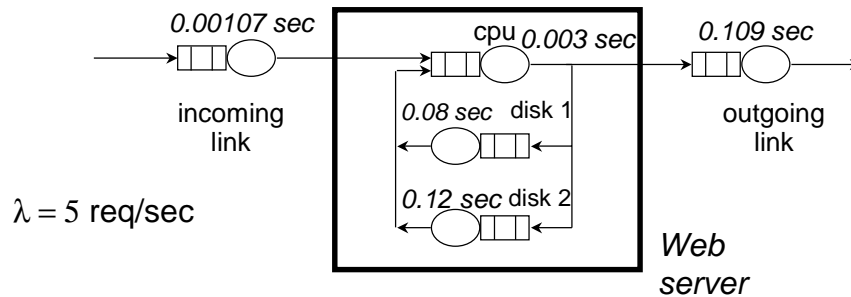 0.00107 sec
cpu
0.003 sec
0.109 sec
incoming
link
0.08 sec
disk 1
outgoing
link
0.12 sec
disk 2
λ = 5 req/sec
Web
server